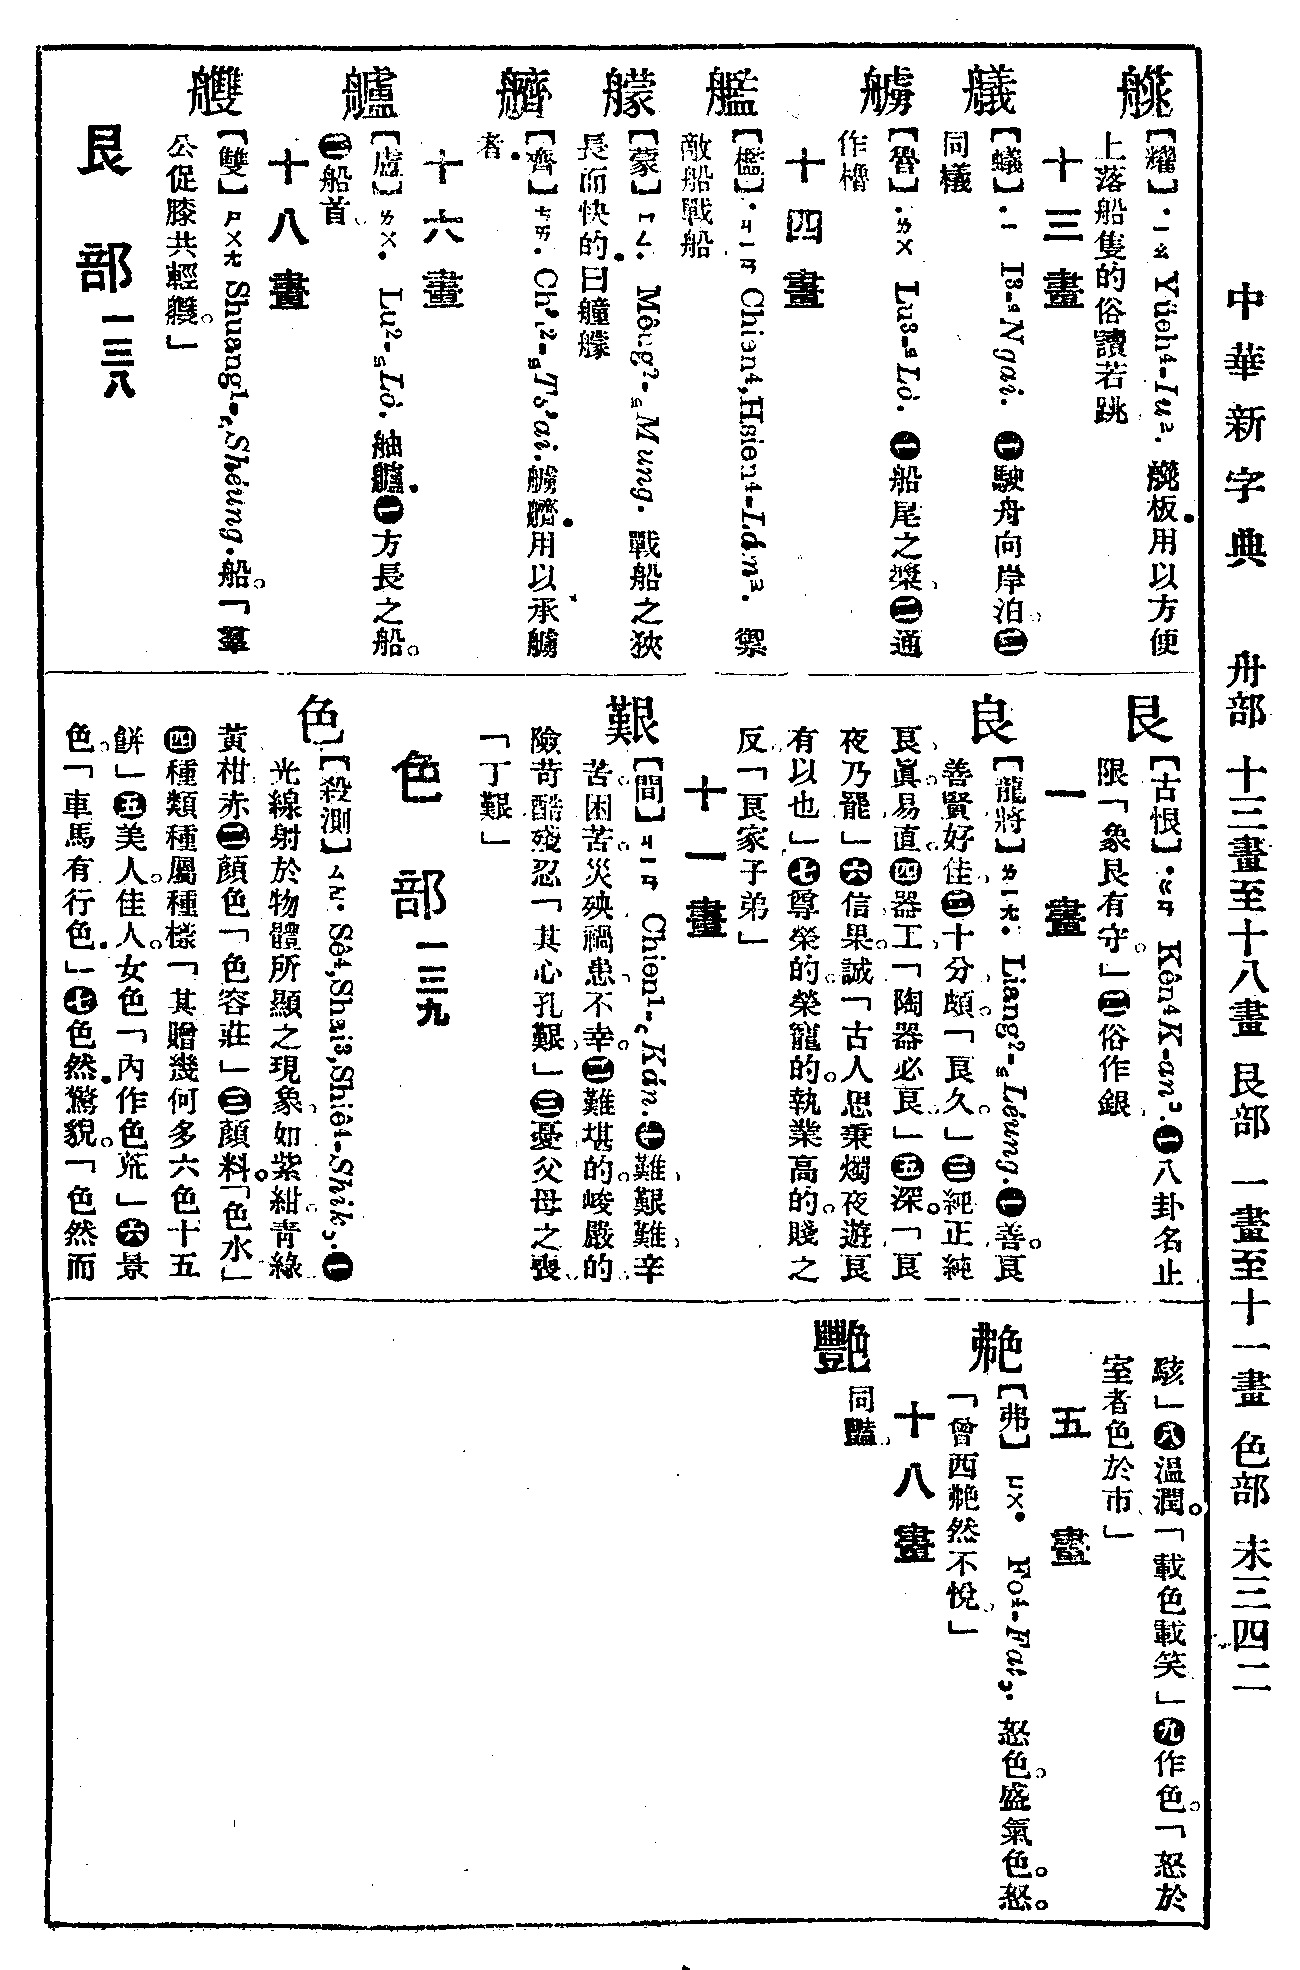 中華新字典　舟部　十三畫至十八畫　艮部　一畫至十一畫　色部　未三四二
【耀】·ㄧㄠ Yüeh⁴-Iu². 板用以方便
上落船隻的俗讀若跳
十三畫
艤
【蟻】·ㄧ I³-Ngai. ㊀駛舟向岸泊。㊁
同檥
艣
【魯】·ㄌㄨ Lu³-Lò. ㊀船尾之槳。㊁通
作櫓
十四畫
艦
【檻】·ㄐㄧㄢ Chien⁴,Hsien⁴-Lám². 禦
敵船戰船
艨
【蒙】ㄇㄥ. Mêng²-Mung. 戰船之狹
長而快的曰艟艨
艩
【齊】ㄘㄞ. Ch'i²-Ts'ai. 艣艩用以承艣
者
十六畫
艫
【盧】ㄌㄨ. Lu²-Lò. 舳艫㊀方長之船。
㊁船首。
十八畫
艭
【雙】ㄕㄨㄤ Shuang¹-Shéung. 船。「羣
公促膝共輕艭。」
艮部 一三八
艮
【古恨】·ㄍㄢ Kên⁴K-an³. ㊀八卦名止
限「象艮有守。」㊁俗作銀
一畫
良
【龍將】ㄌㄧㄤ. Liang²-Léung. ㊀善。良
善賢好佳㊁十分頗。「良久。」㊂純正純
良眞易直。㊃器工「陶器必良」㊄深。「良
夜乃罷」㊅信果。誠「古人思秉燭夜遊良
有以也」㊆尊榮的。榮寵的。執業高的。賤之
反「良家子弟」
十一畫
艱
【間】ㄐㄧㄢ Chien¹-Kán. ㊀難、艱難、辛
苦。困苦。災殃禍患不幸。㊁難堪的。峻嚴的
險苛酷殘忍「其心孔艱」㊂憂父母之喪
「丁艱」
色部 一三九
色
【殺測】ㄙㄜ. Sê⁴,Shai³,Shiê⁴-Shik. ㊀
光線射於物體所顯之現象。如紫紺。青綠
黃柑赤㊁顏色「色容莊」㊂顏料。「色水」
㊃種類種屬種樣「其贈幾何多六色十五
餅」㊄美人。佳人。女色「內作色荒」㊅景
色。「車馬有行色」㊆色然驚貌。「色然而
駭」㊇溫潤。「載色載笑」㊈作色。「怒於
室者色於市」
五畫
艴
【弗】ㄈㄨ. Fo⁴-Fat. 怒色。盛氣色。怒。
「曾西艴然不悅。」
十八畫
艷
同豔